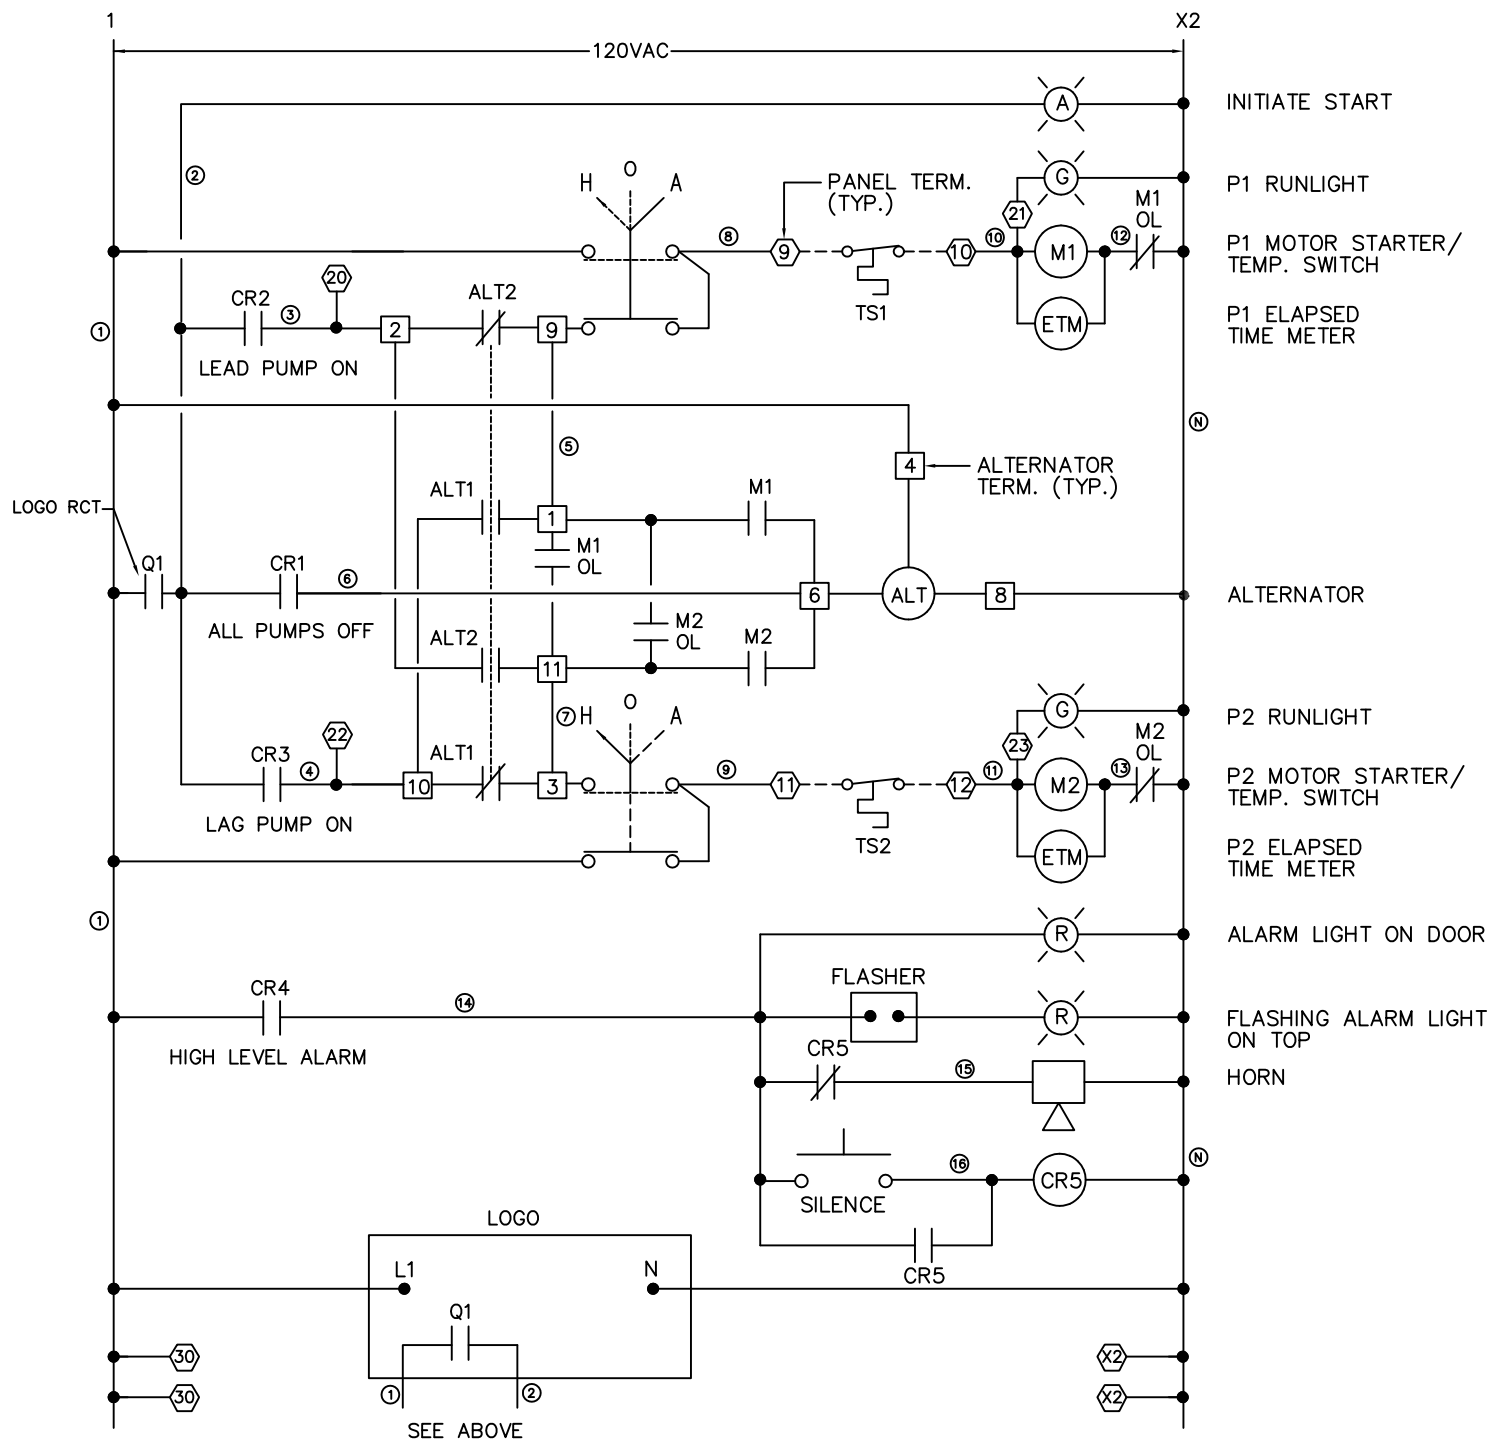 1
X2
120VAC
A
INITIATE START
2
H
O
A
PANEL TERM.
(TYP.)
G
P1 RUNLIGHT
21
M1
OL
8
9
10
10
M1
12
P1 MOTOR STARTER/
TEMP. SWITCH
20
CR2
3
ALT2
TS1
1
2
9
ETM
P1 ELAPSED
TIME METER
LEAD PUMP ON
N
5
4
ALTERNATOR
TERM. (TYP.)
ALT1
M1
LOGO RCT
1
M1
OL
Q1
CR1
6
6
ALT
8
ALTERNATOR
ALL PUMPS OFF
M2
OL
ALT2
M2
11
H
O
A
7
G
P2 RUNLIGHT
22
23
M2
OL
CR3
4
ALT1
10
3
9
11
12
11
M2
13
P2 MOTOR STARTER/
TEMP. SWITCH
LAG PUMP ON
TS2
ETM
P2 ELAPSED
TIME METER
1
R
ALARM LIGHT ON DOOR
FLASHER
CR4
14
R
FLASHING ALARM LIGHT
ON TOP
HIGH LEVEL ALARM
CR5
15
HORN
N
16
CR5
SILENCE
CR5
LOGO
L1
N
Q1
30
X2
1
2
30
X2
SEE ABOVE